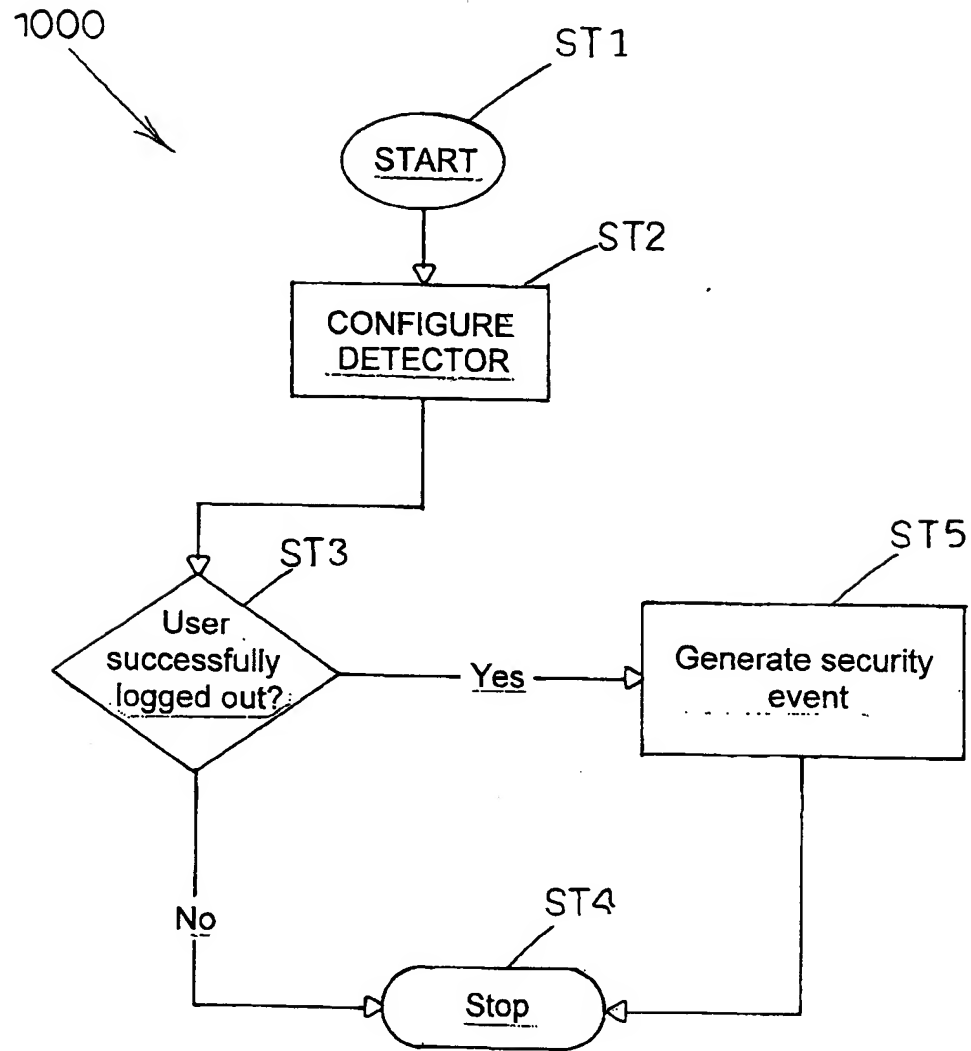 1000
ST1
START
ST2
CONFIGURE
DETECTOR
ST3
User
successfully
logged out?
Yes
ST5
Generate security
event
No
ST4
Stop